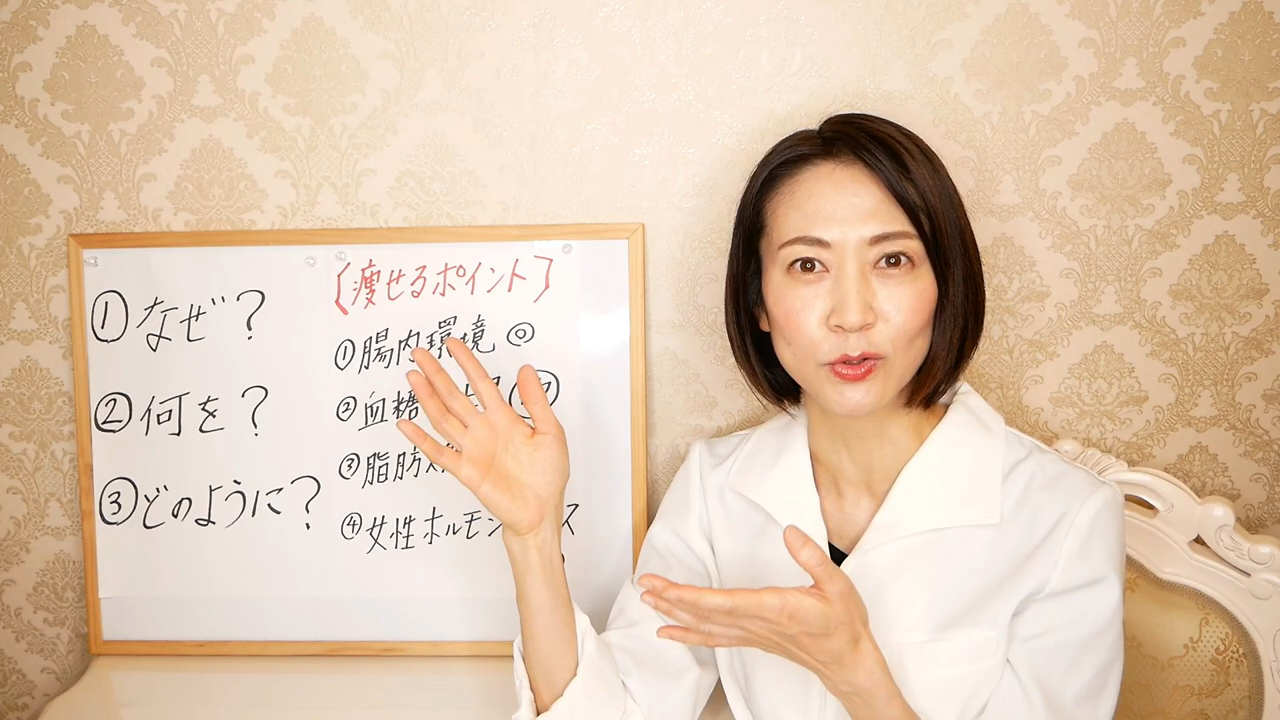 ① なぜ?
② 何を?
③ どのように?
〔痩せるポイント〕
① 腸内環境 ◎
② 血糖
③ 脂肪
④ 女性ホルモン ス